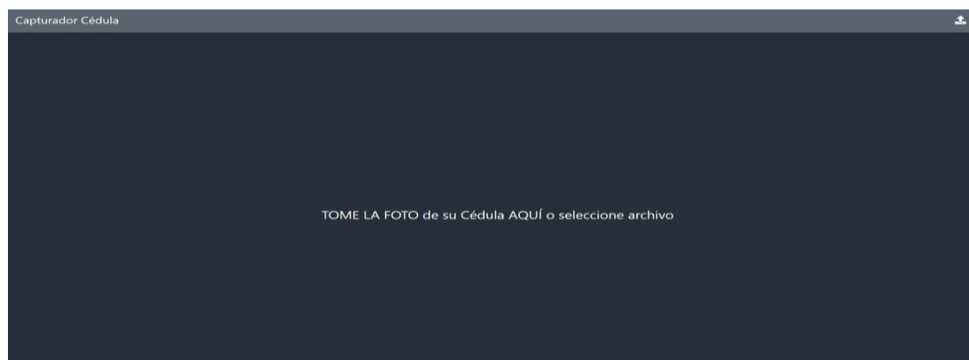 Capturador Cédula
TOME LA FOTO de su Cédula AQUÍ o seleccione archivo